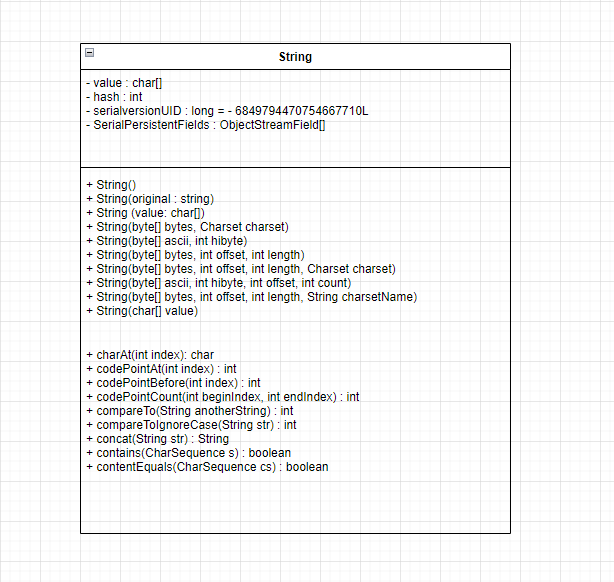 String
- value : char[]
- hash : int
- serialversionUID : long = - 6849794470754667710L
- SerialPersistentFields : ObjectStreamField[]
+ String()
+ String(original : string)
+ String (value: char[])
+ String(byte[] bytes, Charset charset)
+ String(byte[] ascii, int hibyte)
+ String(byte[] bytes, int offset, int length)
+ String(byte[] bytes, int offset, int length, Charset charset)
+ String(byte[] ascii, int hibyte, int offset, int count)
+ String(byte[] bytes, int offset, int length, String charsetName)
+ String(char[] value)
+ charAt(int index): char
+ codePointAt(int index) : int
+ codePointBefore(int index) : int
+ codePointCount(int beginIndex, int endIndex) : int
+ compareTo(String anotherString) : int
+ compareToIgnoreCase(String str) : int
+ concat(String str) : String
+ contains(CharSequence s) : boolean
+ contentEquals(CharSequence cs) : boolean